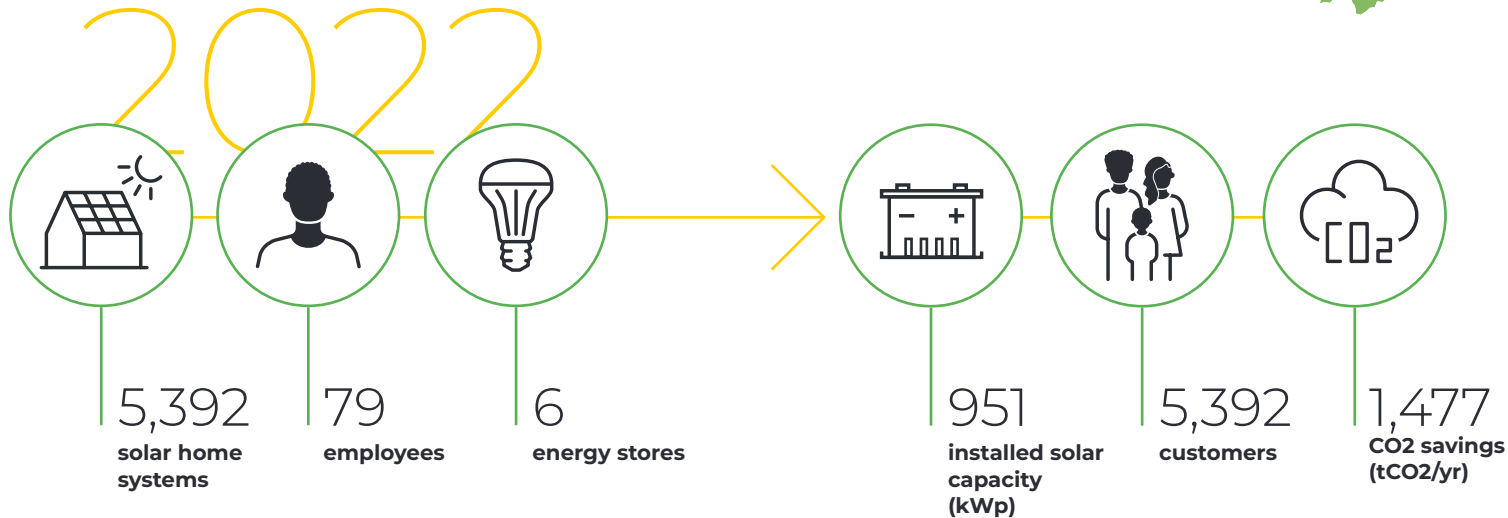 2022
CO2
5,392
solar home
systems
79
employees
6
energy stores
951
installed solar
capacity
(kWp)
5,392
customers
1,477
CO2 savings
(tCO2/yr)